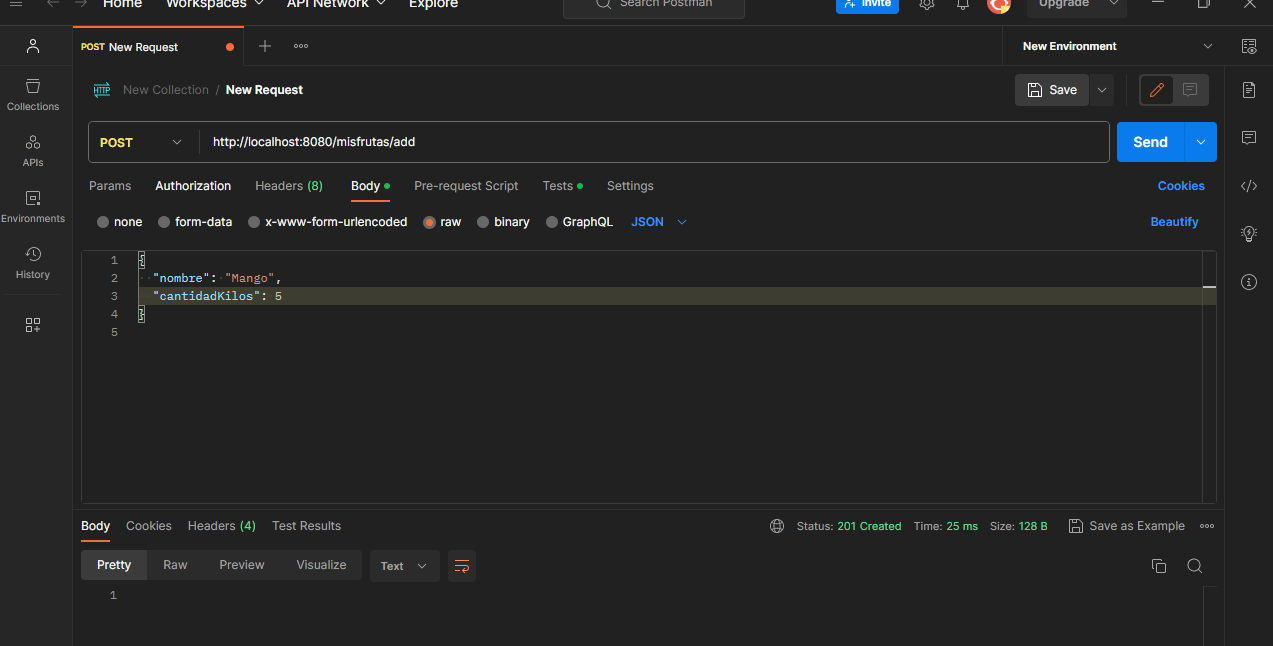 Home Workspaces API Network Explore Search Postman Invite Upgrade
POST New Request New Environment
HTTP New Collection / New Request Save
Collections
APIs
Environments
History
POST http://localhost:8080/misfrutas/add Send
Params Authorization Headers (8) Body Pre-request Script Tests Settings Cookies
none form-data x-www-form-urlencoded raw binary GraphQL JSON Beautify
1 {
2 "nombre": "Mango",
3 "cantidadKilos": 5
4 }
5
Body Cookies Headers (4) Test Results Status: 201 Created Time: 25 ms Size: 128 B Save as Example
Pretty Raw Preview Visualize Text
1